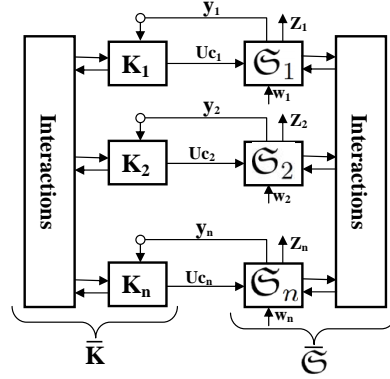 y₁ Z₁
Interactions K₁ Uc₁ 𝔖₁ Interactions
w₁
y₂ Z₂
K₂ Uc₂ 𝔖₂
w₂
yₙ Zₙ
Kₙ Ucₙ 𝔖ₙ
wₙ
K̄ 𝔖̄